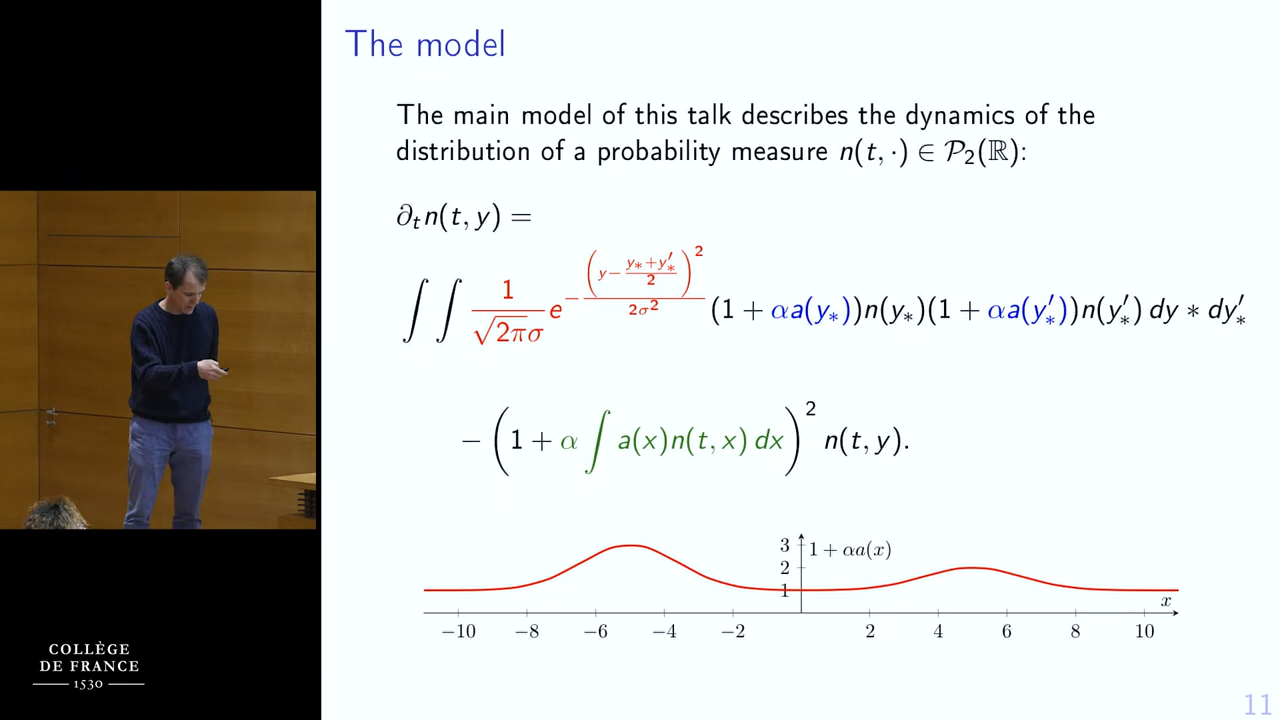 The model
The main model of this talk describes the dynamics of the
distribution of a probability measure n(t, ·) ∈ 𝒫₂(ℝ):
∂ₜn(t, y) =
∫∫ 1/(√2π σ) e^{−(y − (y∗+y′∗)/2)²/(2σ²)} (1 + αa(y∗))n(y∗)(1 + αa(y′∗))n(y′∗) dy ∗ dy′∗
− (1 + α ∫ a(x)n(t, x) dx)² n(t, y).
3 1 + αa(x)
2
1
x
−10 −8 −6 −4 −2 2 4 6 8 10
COLLÈGE
DE FRANCE
1530
11